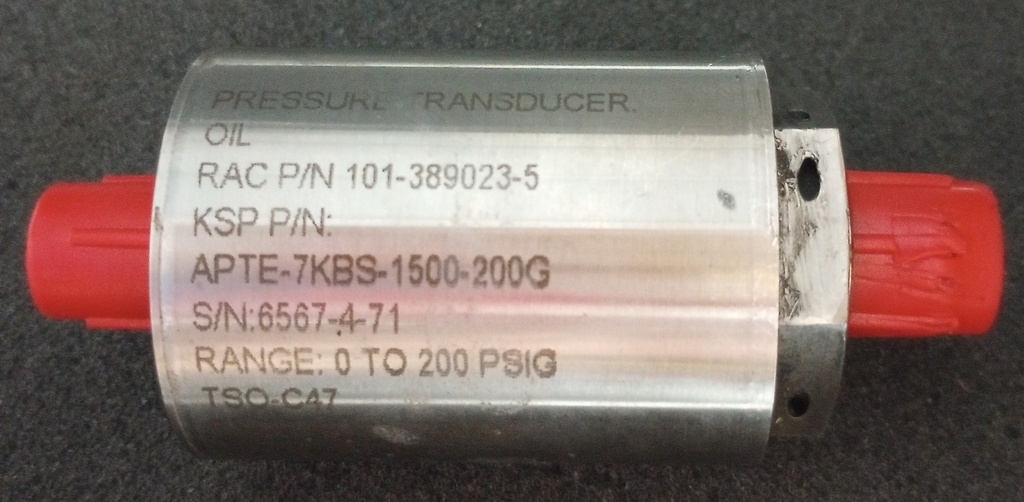 PRESSURE TRANSDUCER.
OIL
RAC P/N 101-389023-5
KSP P/N:
APTE-7KBS-1500-200G
S/N:6567-4-71
RANGE: 0 TO 200 PSIG
TSO-C47